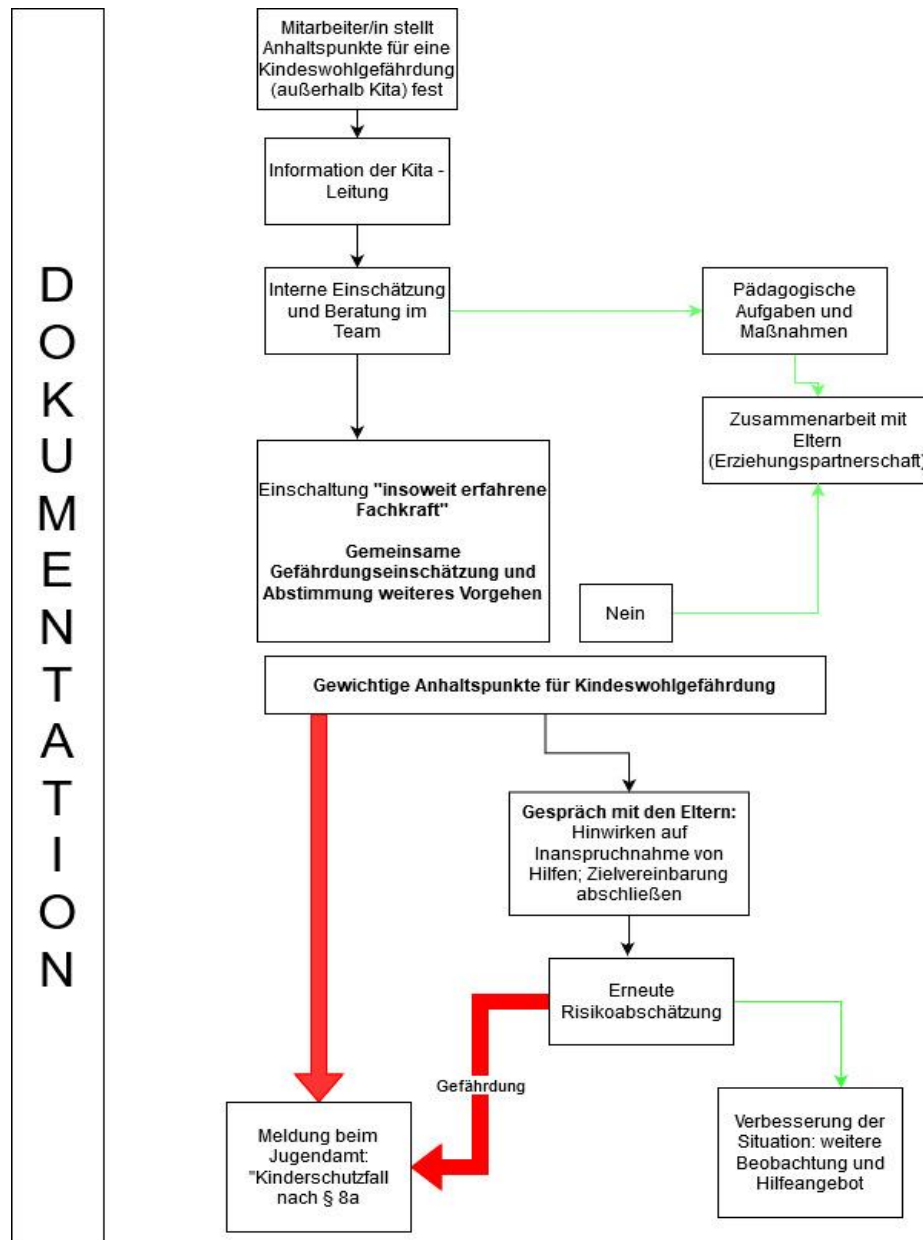 DOKUMENTATION
Mitarbeiter/in stellt
Anhaltspunkte für eine
Kindeswohlgefährdung
(außerhalb Kita) fest
Information der Kita -
Leitung
Interne Einschätzung
und Beratung im
Team
Pädagogische
Aufgaben und
Maßnahmen
Zusammenarbeit mit
Eltern
(Erziehungspartnerschaft)
Einschaltung "insoweit erfahrene
Fachkraft"
Gemeinsame
Gefährdungseinschätzung und
Abstimmung weiteres Vorgehen
Nein
Gewichtige Anhaltspunkte für Kindeswohlgefährdung
Gespräch mit den Eltern:
Hinwirken auf
Inanspruchnahme von
Hilfen; Zielvereinbarung
abschließen
Erneute
Risikoabschätzung
Gefährdung
Meldung beim
Jugendamt:
"Kinderschutzfall
nach § 8a
Verbesserung der
Situation: weitere
Beobachtung und
Hilfeangebot